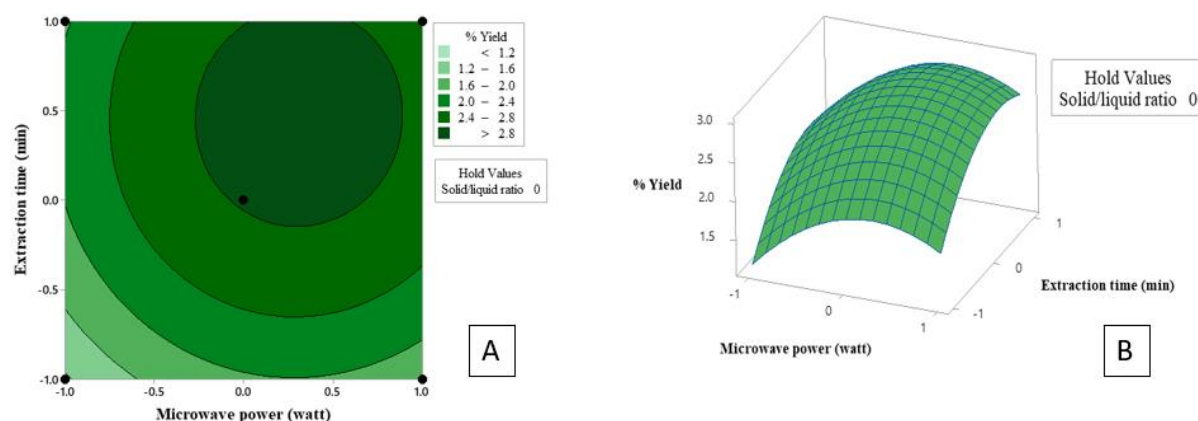 % Yield
< 1.2
1.2 – 1.6
1.6 – 2.0
2.0 – 2.4
2.4 – 2.8
> 2.8
Hold Values
Solid/liquid ratio 0
1.0
0.5
0.0
-0.5
-1.0
Extraction time (min)
-1.0
-0.5
0.0
0.5
1.0
Microwave power (watt)
A
Hold Values
Solid/liquid ratio 0
3.0
2.5
2.0
1.5
% Yield
-1
0
1
Microwave power (watt)
1
0
-1
Extraction time (min)
B